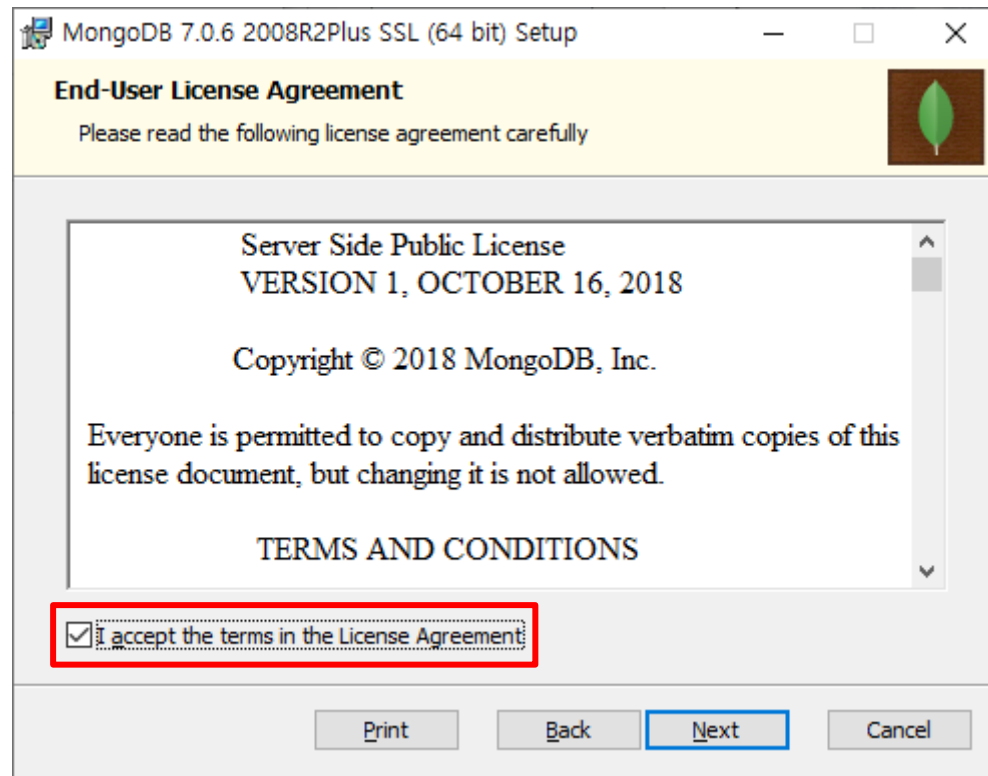 MongoDB 7.0.6 2008R2Plus SSL (64 bit) Setup
End-User License Agreement
Please read the following license agreement carefully
Server Side Public License
VERSION 1, OCTOBER 16, 2018
Copyright © 2018 MongoDB, Inc.
Everyone is permitted to copy and distribute verbatim copies of this
license document, but changing it is not allowed.
TERMS AND CONDITIONS
I accept the terms in the License Agreement
Print Back Next Cancel